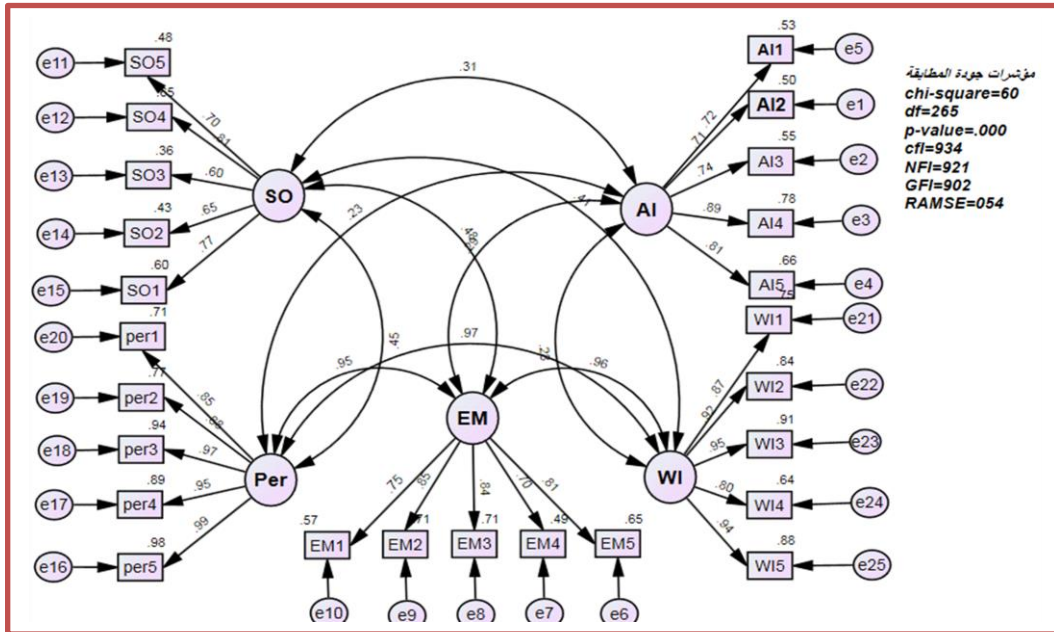 مؤشرات جودة المطابقة
chi-square=60
df=265
p-value=.000
cfI=934
NFI=921
GFI=902
RAMSE=054
.48
e11
SO5
e12
SO4
.36
e13
SO3
.43
e14
SO2
.60
e15
SO1
.70
.81
.60
.65
.77
SO
.31
.53
AI1
e5
.50
AI2
e1
.55
AI3
e2
.78
AI4
e3
.66
AI5
e4
.72
.71
.74
.89
.81
AI
.23
.45
.97
.95
.96
.71
e20
per1
.77
e19
per2
.94
e18
per3
.89
e17
per4
.98
e16
per5
.85
.97
.95
.99
Per
EM
.75
.85
.84
.70
.81
.57
EM1
.71
EM2
.71
EM3
.49
EM4
.65
EM5
e10
e9
e8
e7
e6
.75
WI1
e21
.84
WI2
e22
.91
WI3
e23
.64
WI4
e24
.88
WI5
e25
.87
.92
.95
.80
.94
WI